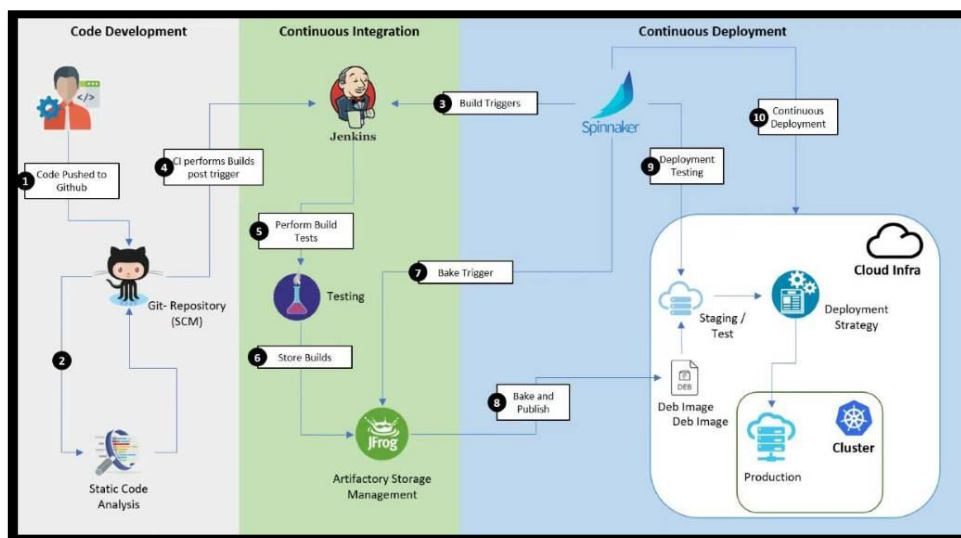 Code Development
Continuous Integration
Continuous Deployment
3 Build Triggers
10 Continuous
Deployment
Jenkins
Spinnaker
4 CI performs Builds
post trigger
9 Deployment
Testing
1 Code Pushed to
Github
5 Perform Build
Tests
Cloud Infra
7 Bake Trigger
Testing
Git- Repository
(SCM)
Staging /
Test
Deployment
Strategy
2
6 Store Builds
DEB
8 Bake and
Publish
Deb Image
Deb Image
JFrog
Cluster
Static Code
Analysis
Artifactory Storage
Management
Production